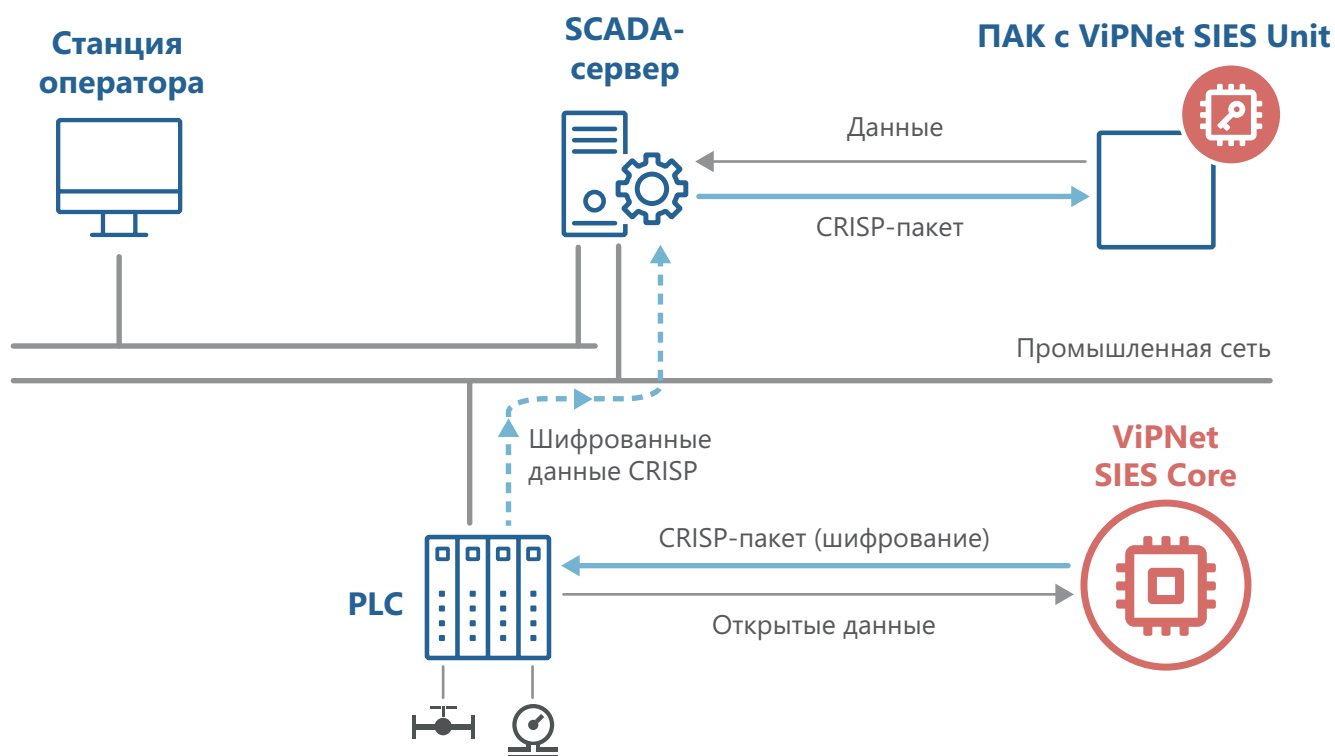 Станция
оператора
SCADA-
сервер
ПАК с ViPNet SIES Unit
Данные
CRISP-пакет
Промышленная сеть
Шифрованные
данные CRISP
ViPNet
SIES Core
CRISP-пакет (шифрование)
PLC
Открытые данные